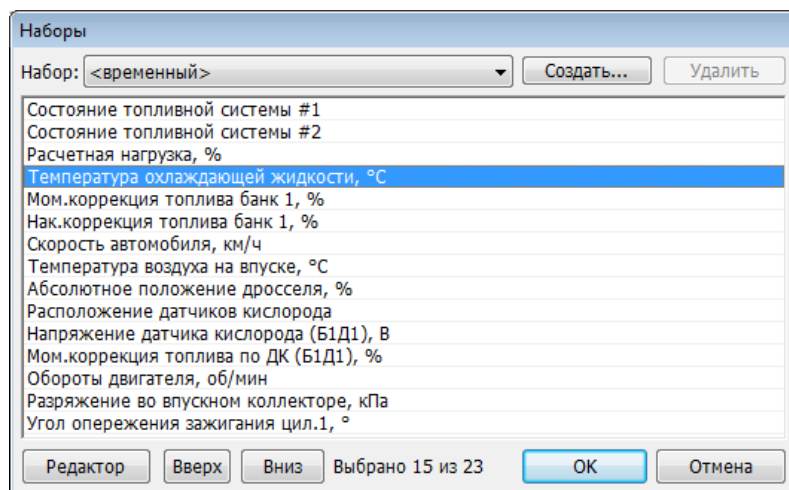 Наборы
Набор: <временный> Создать... Удалить
Состояние топливной системы #1
Состояние топливной системы #2
Расчетная нагрузка, %
Температура охлаждающей жидкости, °C
Мом.коррекция топлива банк 1, %
Нак.коррекция топлива банк 1, %
Скорость автомобиля, км/ч
Температура воздуха на впуске, °C
Абсолютное положение дросселя, %
Расположение датчиков кислорода
Напряжение датчика кислорода (Б1Д1), В
Мом.коррекция топлива по ДК (Б1Д1), %
Обороты двигателя, об/мин
Разряжение во впускном коллекторе, кПа
Угол опережения зажигания цил.1, °
Редактор Вверх Вниз Выбрано 15 из 23 OK Отмена